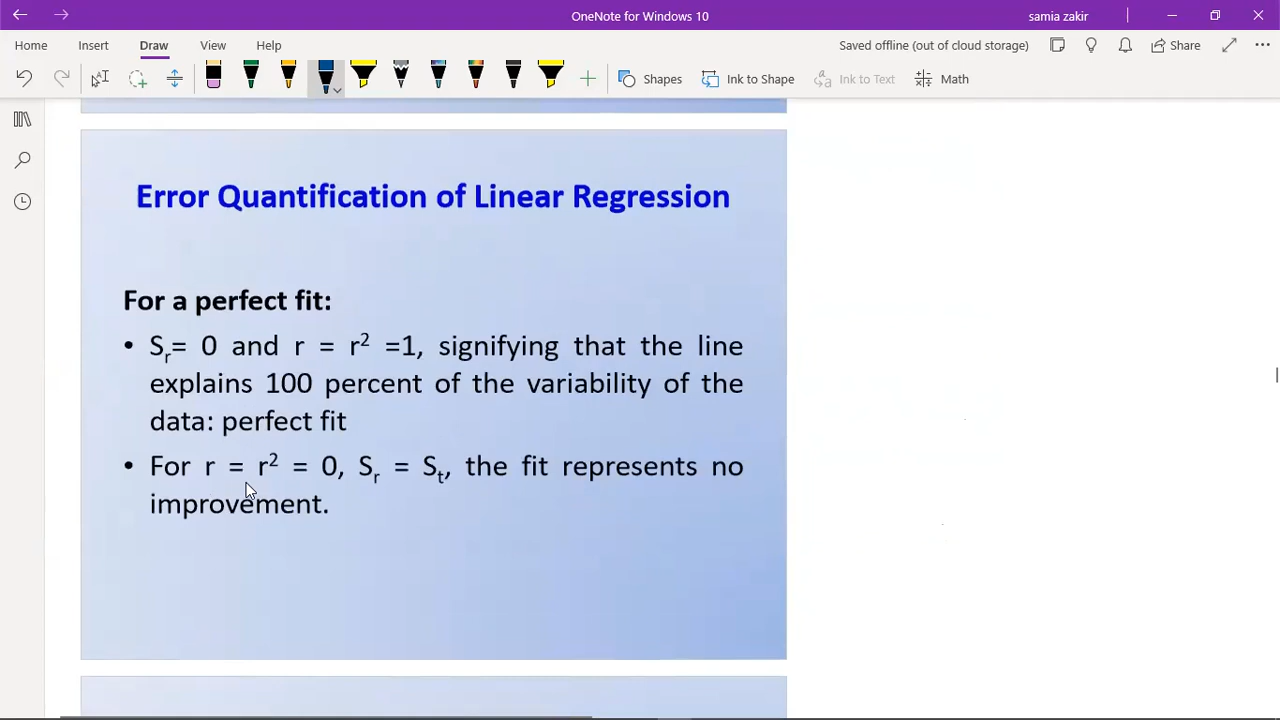 OneNote for Windows 10
samia zakir
Home Insert Draw View Help
Saved offline (out of cloud storage)
Share
Shapes
Ink to Shape
Ink to Text
Math
Error Quantification of Linear Regression
For a perfect fit:
• Sr= 0 and r = r² =1, signifying that the line
explains 100 percent of the variability of the
data: perfect fit
• For r = r² = 0, Sr = St, the fit represents no
improvement.